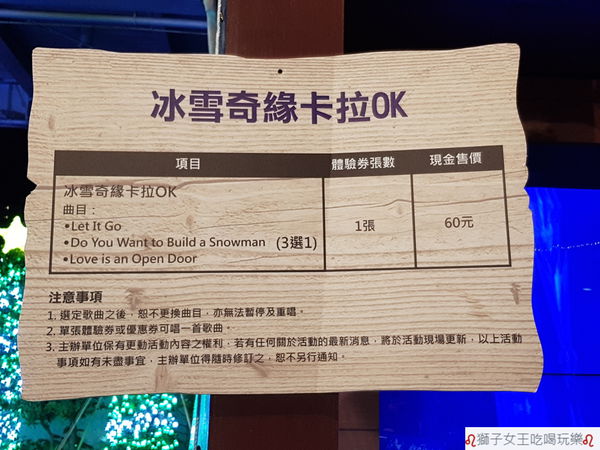 冰雪奇緣卡拉OK
項目 體驗券張數 現金售價
冰雪奇緣卡拉OK
曲目：
•Let It Go
•Do You Want to Build a Snowman (3選1)
•Love is an Open Door
1張
60元
注意事項
1. 選定歌曲之後，恕不更換曲目，亦無法暫停及重唱。
2. 單張體驗券或優惠券可唱一首歌曲。
3. 主辦單位保有更動活動內容之權利，若有任何關於活動的最新消息，將於活動現場更新，以上活動
事項如有未盡事宜，主辦單位得隨時修訂之，恕不另行通知。
♌獅子女王吃喝玩樂♌